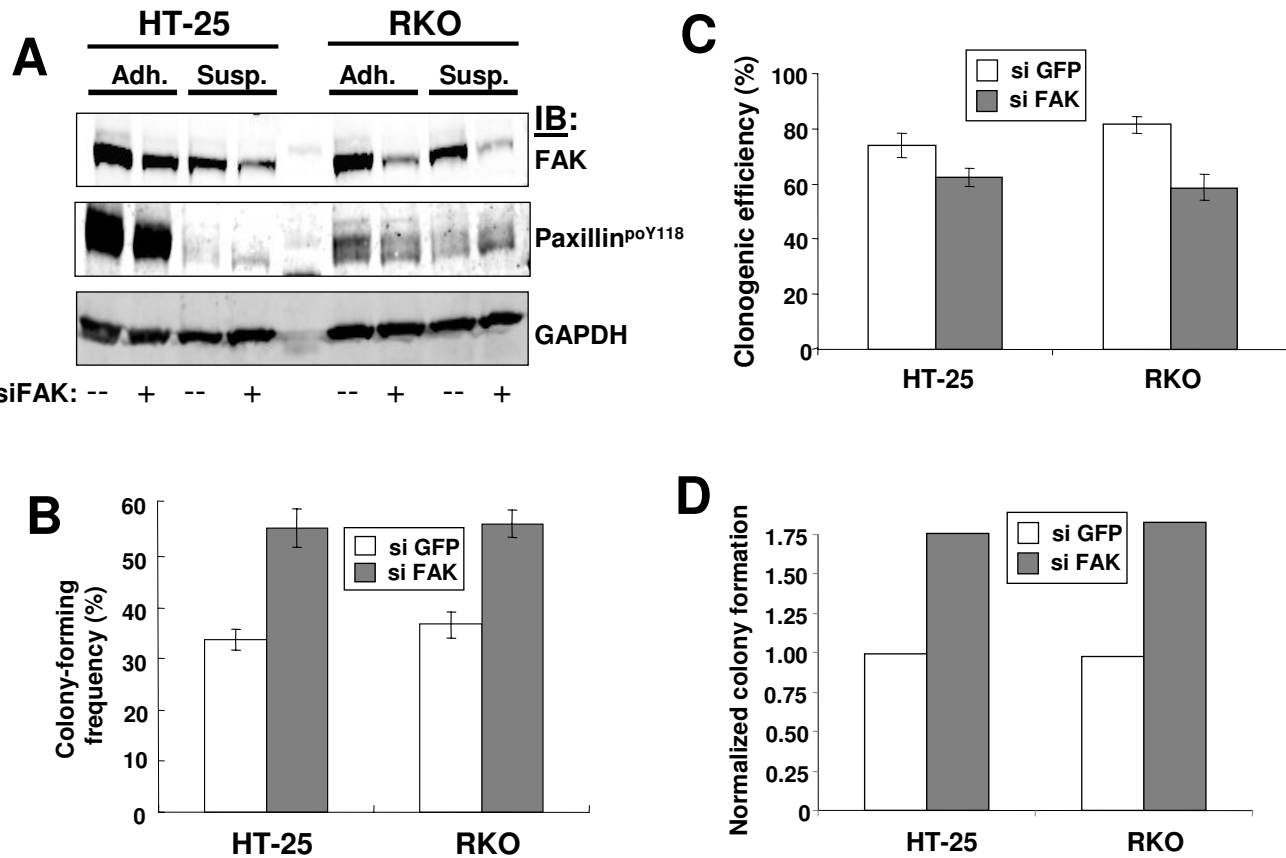 A
HT-25 RKO
Adh. Susp. Adh. Susp.
IB:
FAK
PaxillinpoY118
GAPDH
siFAK: -- + -- + -- + -- +
B
Colony-forming
frequency (%)
60
50
40
30
20
10
0
si GFP
si FAK
HT-25 RKO
C
Clonogenic efficiency (%)
100
80
60
40
20
0
si GFP
si FAK
HT-25 RKO
D
Normalized colony formation
1.75
1.50
1.25
1.00
0.75
0.50
0.25
0
si GFP
si FAK
HT-25 RKO